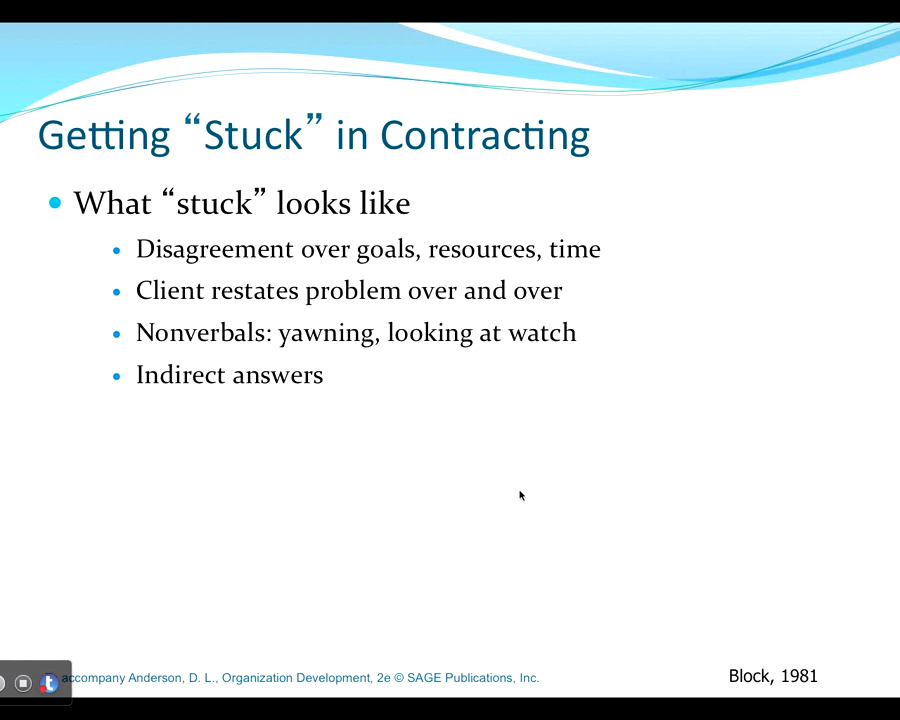 Getting “Stuck” in Contracting
What “stuck” looks like
Disagreement over goals, resources, time
Client restates problem over and over
Nonverbals: yawning, looking at watch
Indirect answers
accompany Anderson, D. L., Organization Development, 2e © SAGE Publications, Inc.
Block, 1981